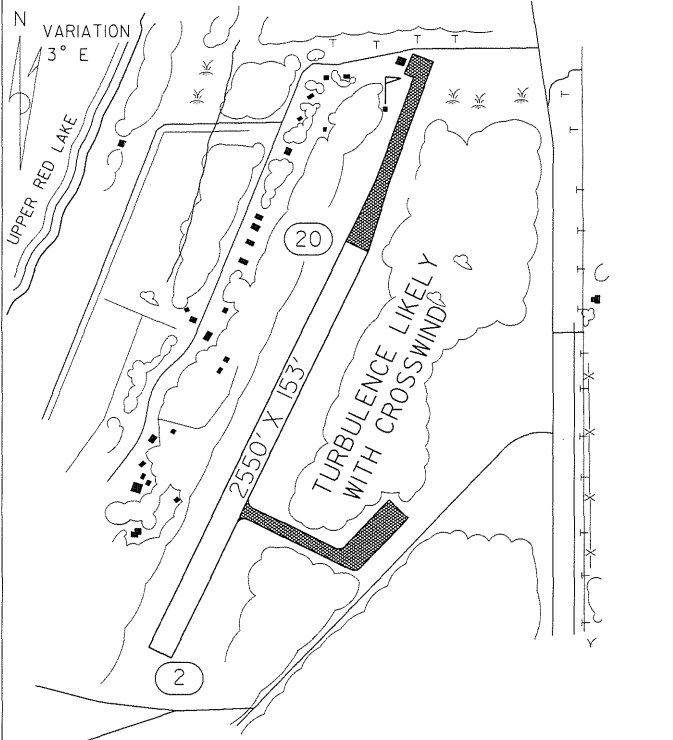 N
VARIATION
3° E
UPPER RED LAKE
20
2550' X 153'
TURBULENCE LIKELY
WITH CROSSWIND
2